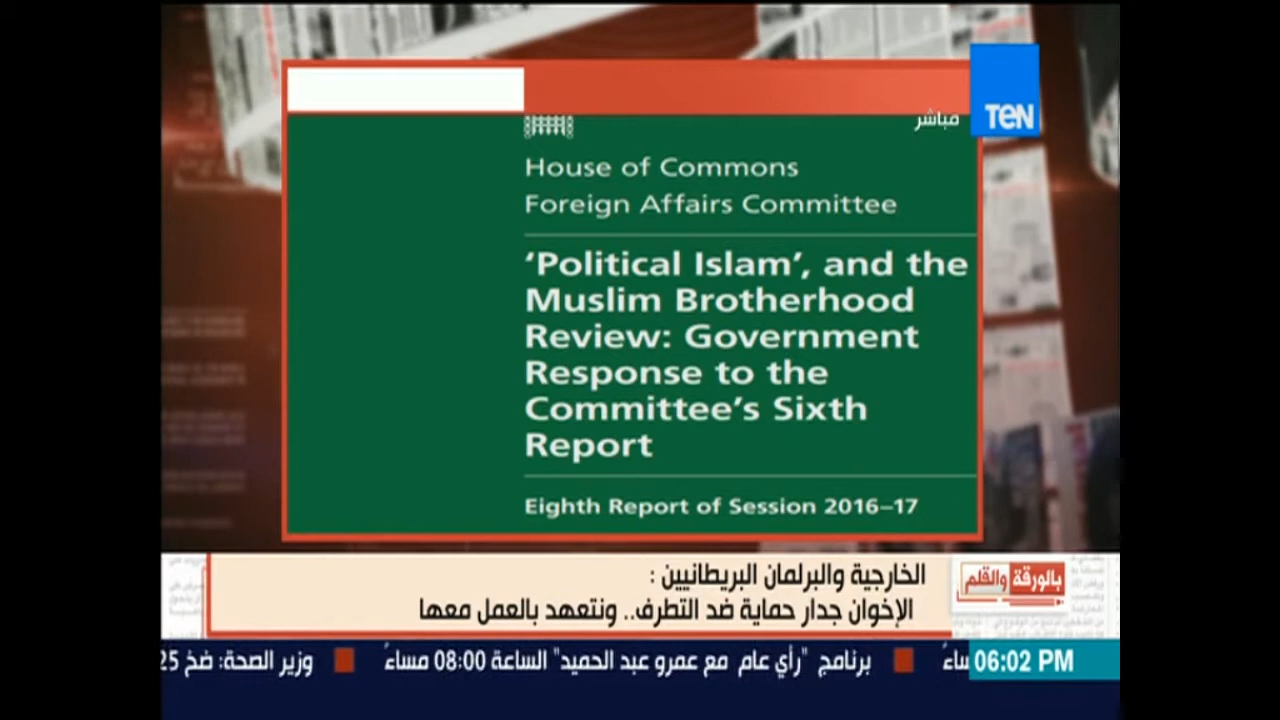 TeN
مباشر
House of Commons
Foreign Affairs Committee
‘Political Islam’, and the
Muslim Brotherhood
Review: Government
Response to the
Committee’s Sixth
Report
Eighth Report of Session 2016–17
بالورقة والقلم
الخارجية والبرلمان البريطانيين :
الإخوان جدار حماية ضد التطرف.. ونتعهد بالعمل معها
برنامج "رأي عام مع عمرو عبد الحميد" الساعة 08:00 مساءً ■ وزير الصحة: ضخ 25
06:02 PM